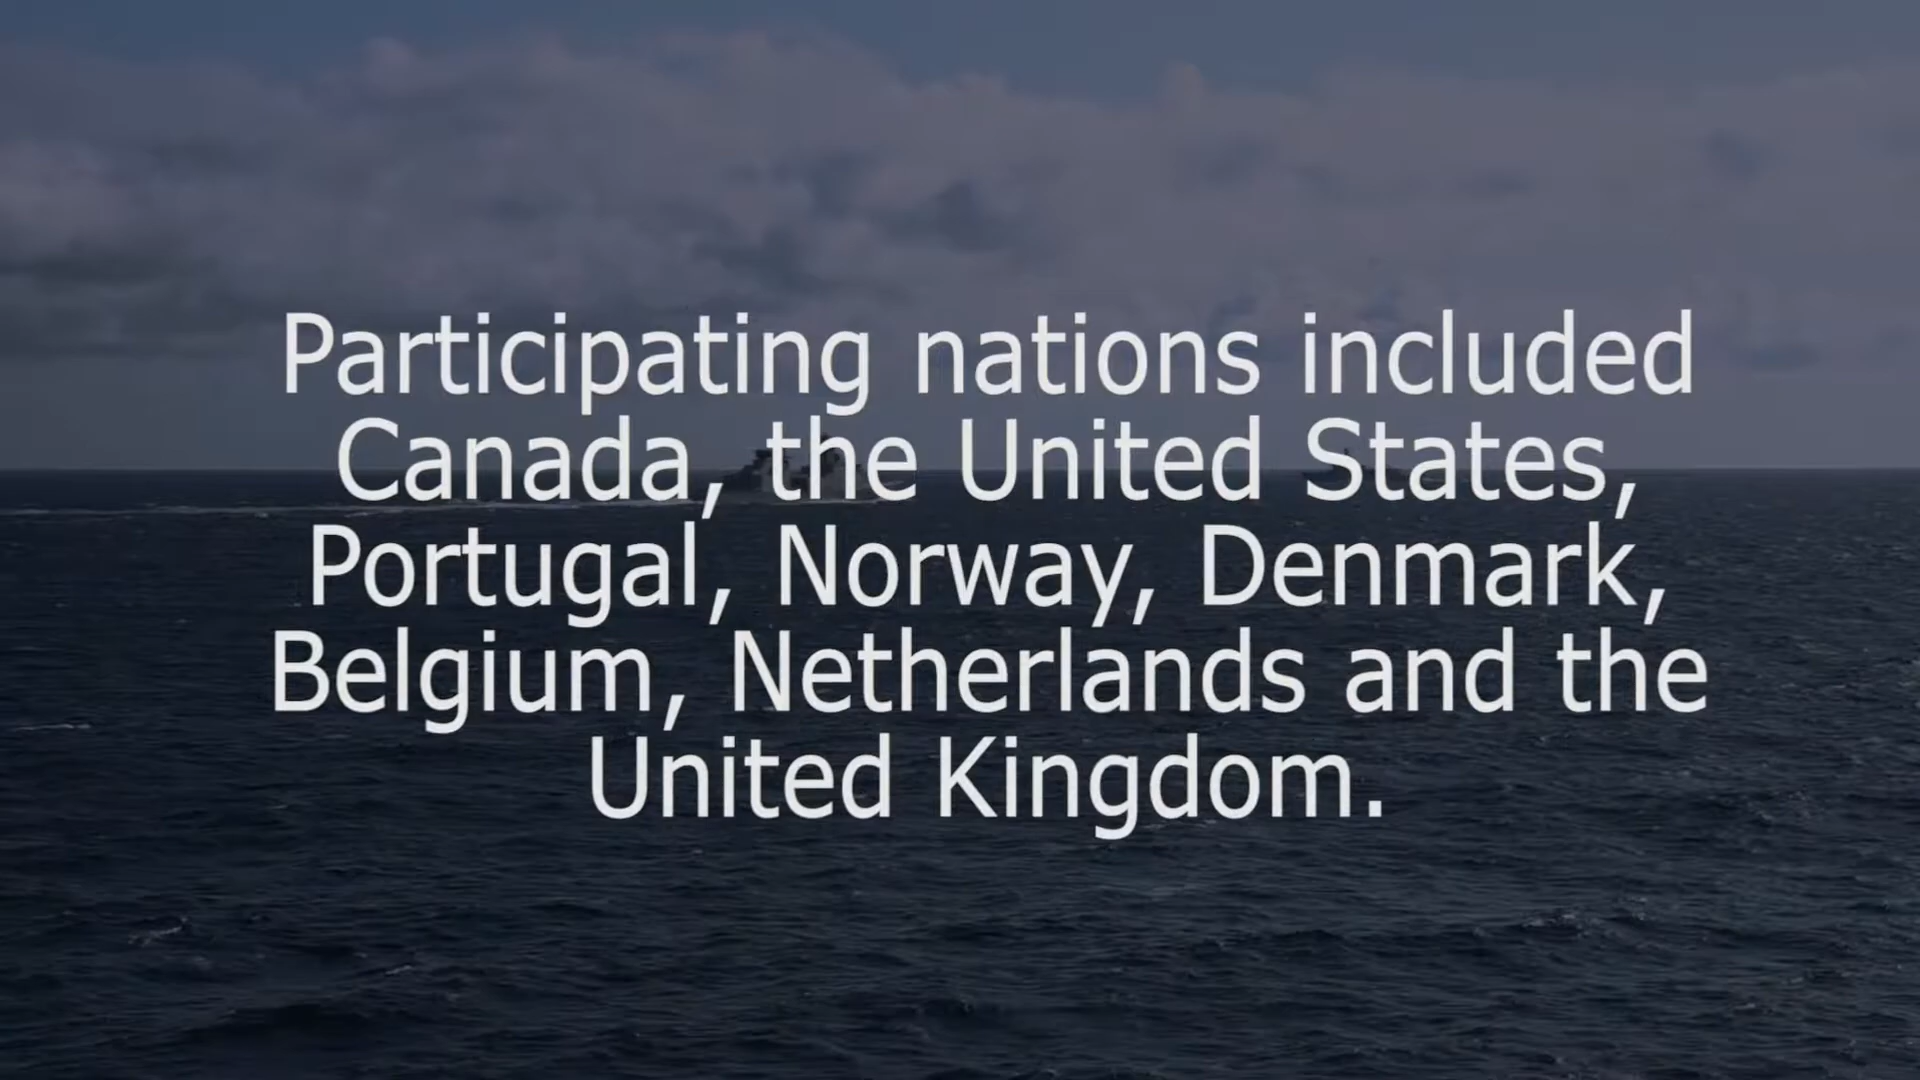 Participating nations included
Canada, the United States,
Portugal, Norway, Denmark,
Belgium, Netherlands and the
United Kingdom.